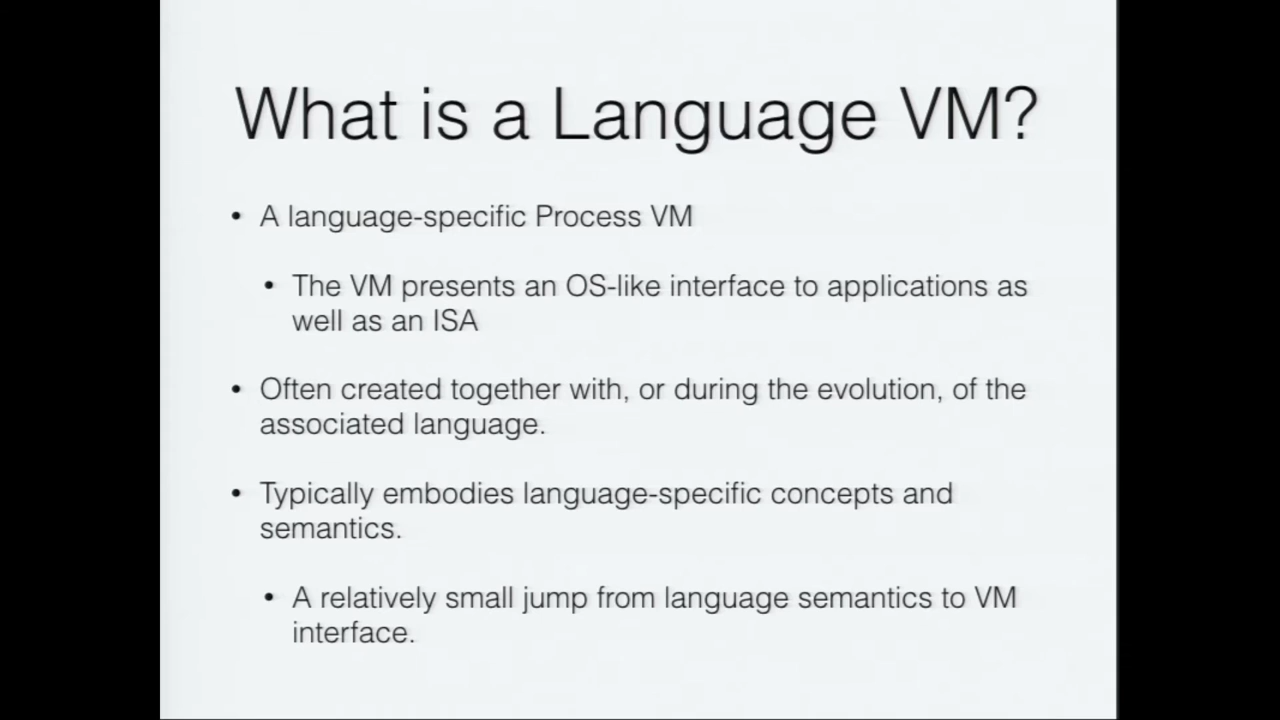 What is a Language VM?
• A language-specific Process VM
• The VM presents an OS-like interface to applications as
well as an ISA
• Often created together with, or during the evolution, of the
associated language.
• Typically embodies language-specific concepts and
semantics.
• A relatively small jump from language semantics to VM
interface.